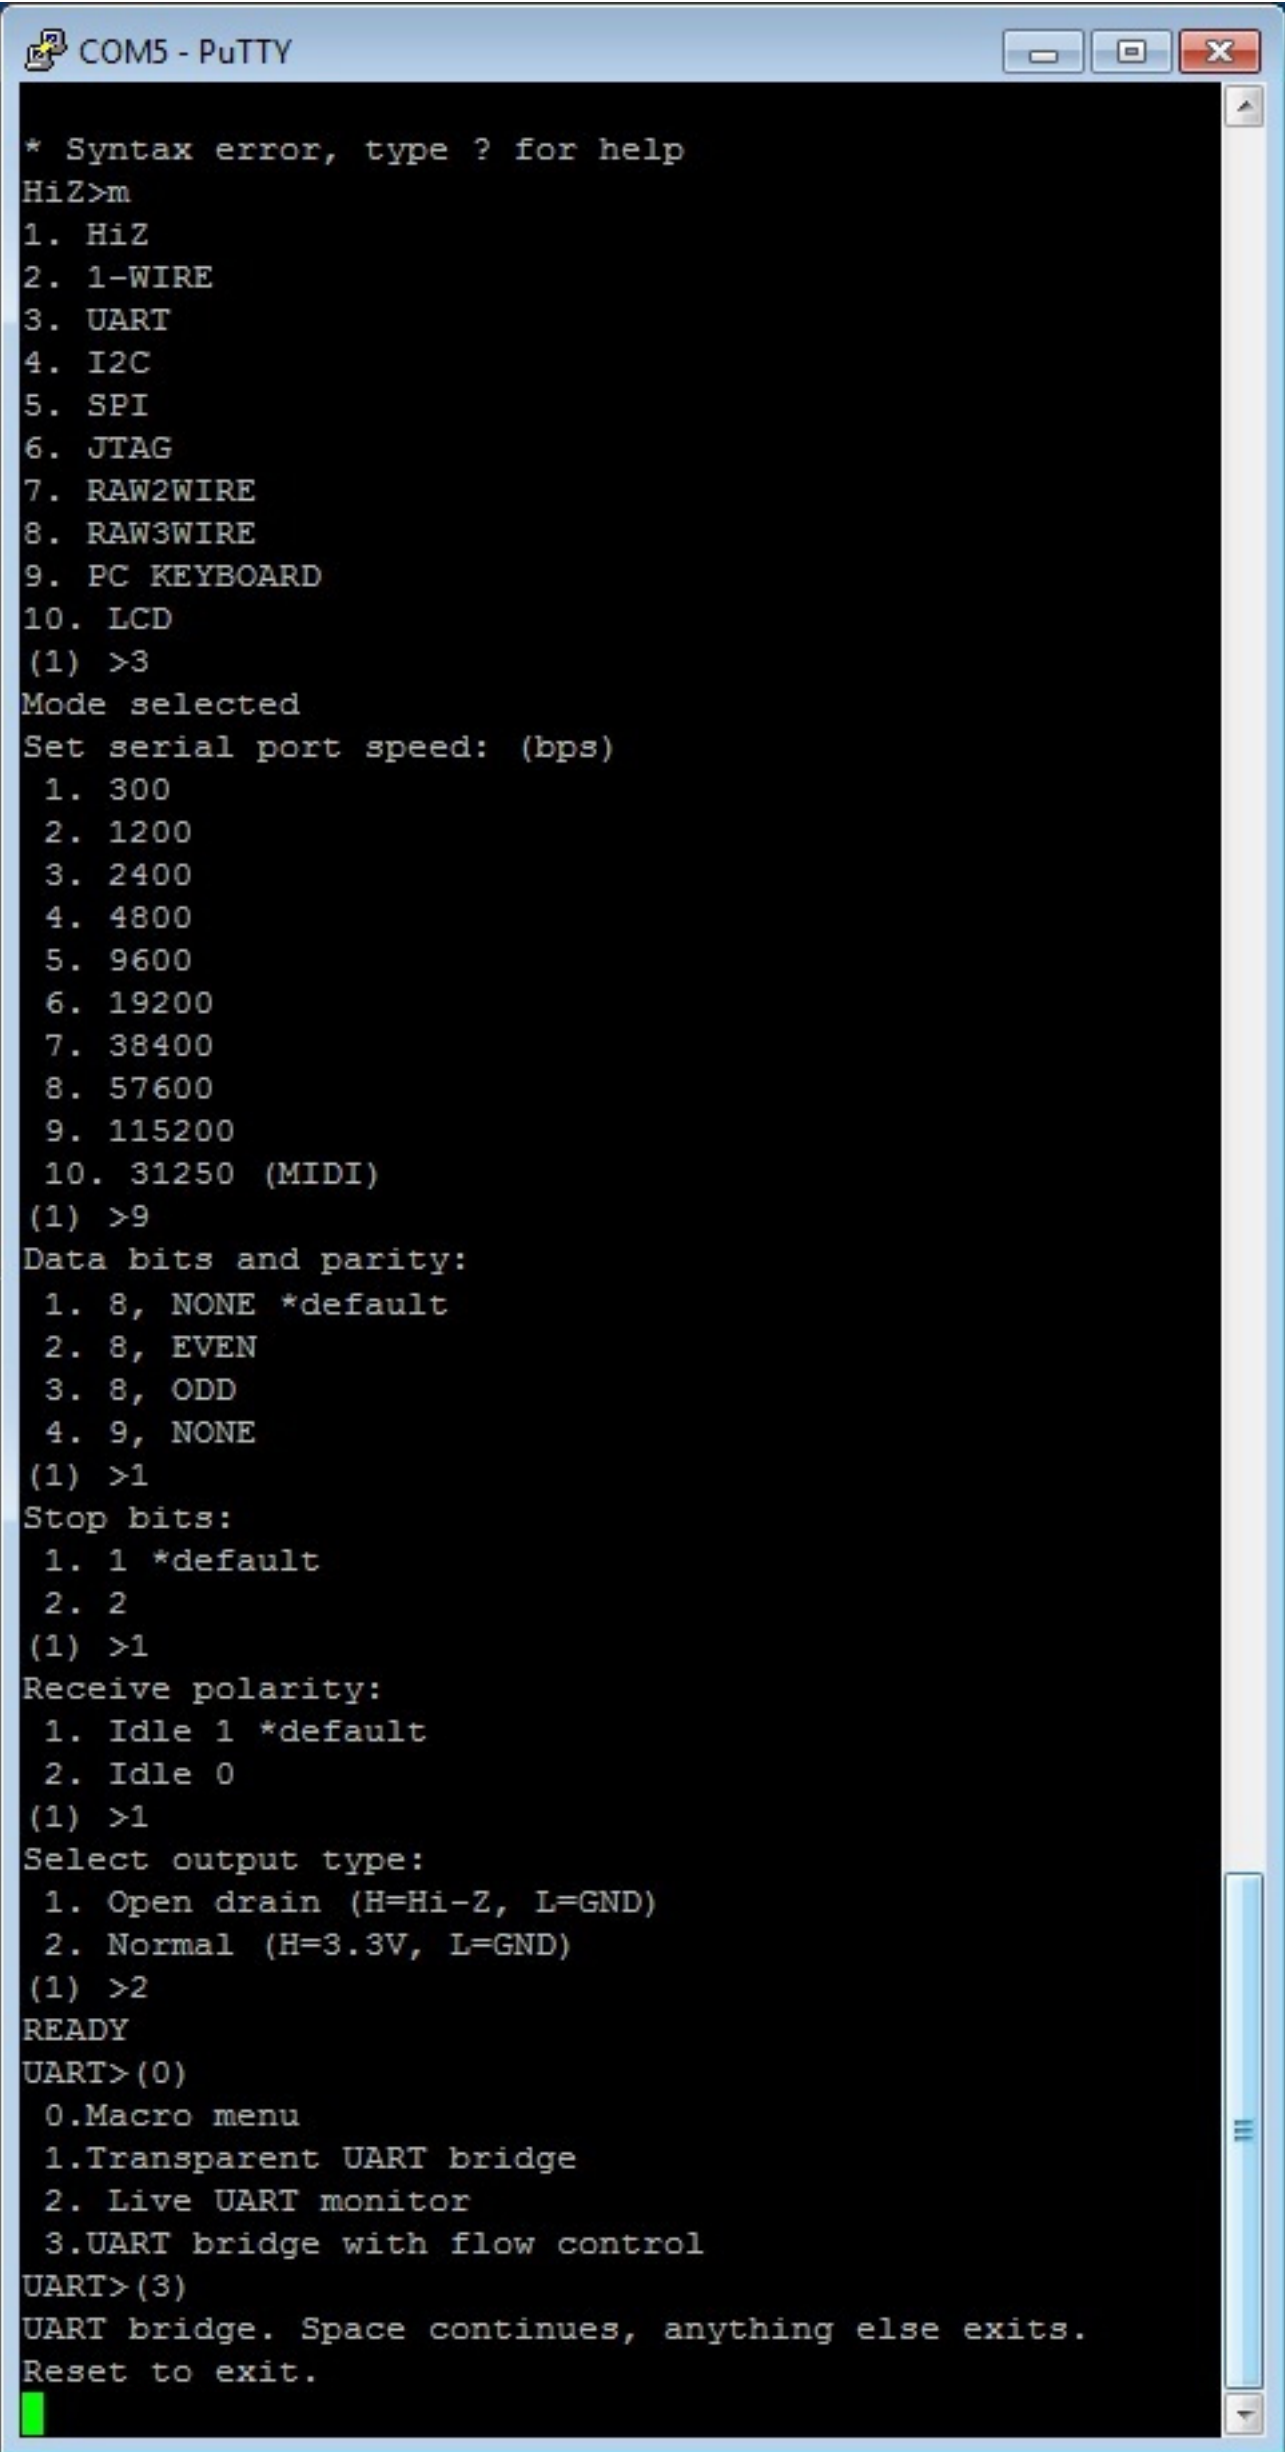 COM5 - PuTTY
* Syntax error, type ? for help
HiZ>m
1. HiZ
2. 1-WIRE
3. UART
4. I2C
5. SPI
6. JTAG
7. RAW2WIRE
8. RAW3WIRE
9. PC KEYBOARD
10. LCD
(1) >3
Mode selected
Set serial port speed: (bps)
1. 300
2. 1200
3. 2400
4. 4800
5. 9600
6. 19200
7. 38400
8. 57600
9. 115200
10. 31250 (MIDI)
(1) >9
Data bits and parity:
1. 8, NONE *default
2. 8, EVEN
3. 8, ODD
4. 9, NONE
(1) >1
Stop bits:
1. 1 *default
2. 2
(1) >1
Receive polarity:
1. Idle 1 *default
2. Idle 0
(1) >1
Select output type:
1. Open drain (H=Hi-Z, L=GND)
2. Normal (H=3.3V, L=GND)
(1) >2
READY
UART>(0)
0.Macro menu
1.Transparent UART bridge
2. Live UART monitor
3.UART bridge with flow control
UART>(3)
UART bridge. Space continues, anything else exits.
Reset to exit.